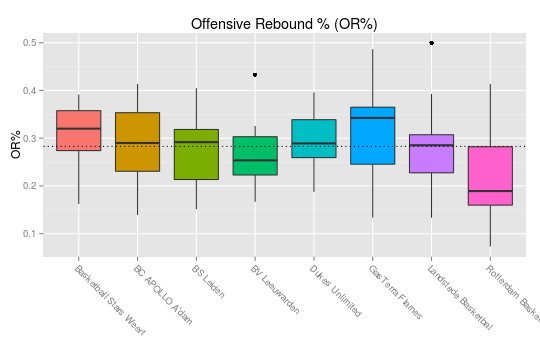 Offensive Rebound % (OR%)
OR%
0.5
0.4
0.3
0.2
0.1
Basketball Stars Weert
BC APOLLO A'dam
BS Leiden
BV Leeuwarden
Dukes Unlimited
GasTerra Flames
Landstede Basketbal
Rotterdam